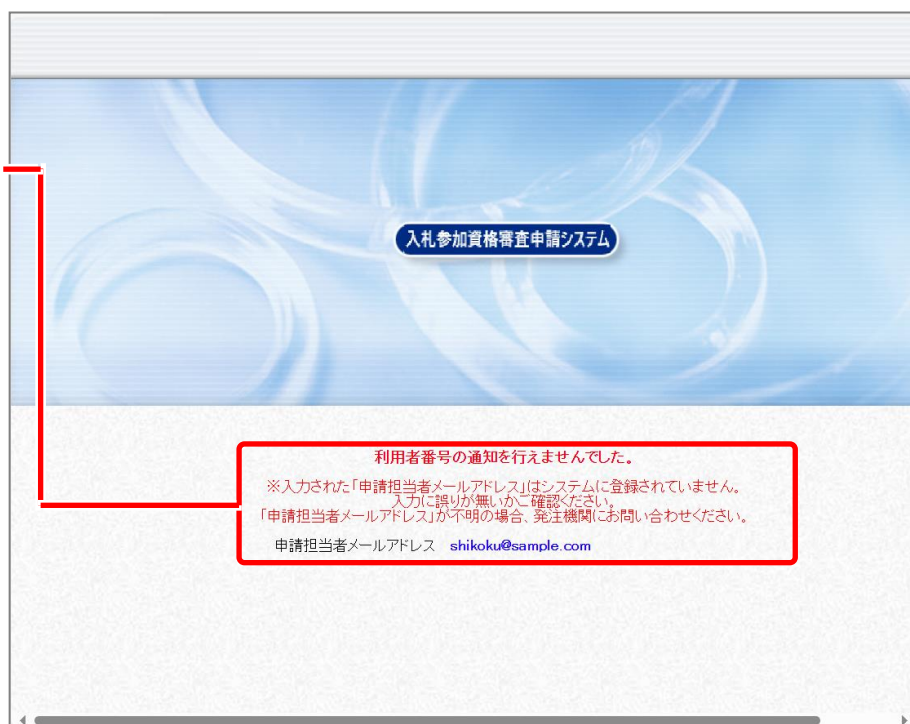 入札参加資格審査申請システム
利用者番号の通知を行えませんでした。
※入力された「申請担当者メールアドレス」はシステムに登録されていません。
入力に誤りが無いかご確認ください。
「申請担当者メールアドレス」が不明の場合、発注機関にお問い合わせください。
申請担当者メールアドレス shikoku@sample.com